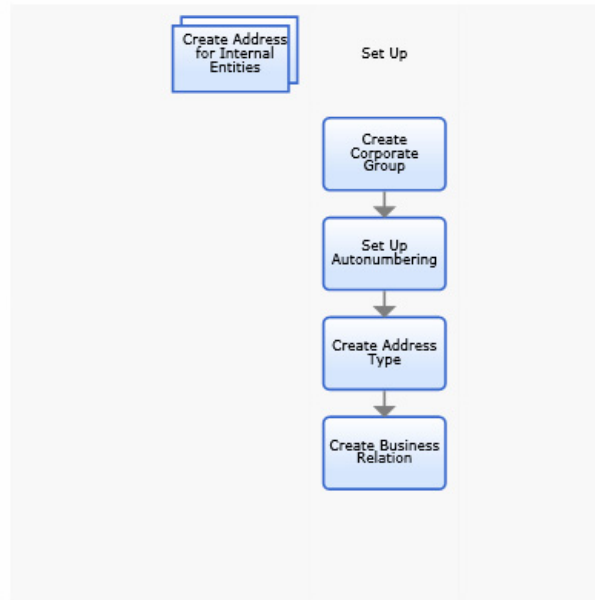 Create Address
for Internal
Entities
Set Up
Create
Corporate
Group
Set Up
Autonumbering
Create Address
Type
Create Business
Relation